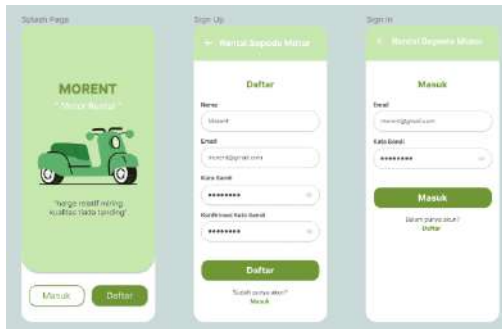 Splash Page
MORENT
"Motor Rental"
"harga relatif miring
kualitas tiada tanding"
Masuk
Daftar
Sign Up
← Rental Sepeda Motor
Daftar
Nama
Morent
Email
morent@gmail.com
Kata Sandi
Konfirmasi Kata Sandi
Daftar
Sudah punya akun?
Masuk
Sign In
Rental Sepeda Motor
Masuk
Email
morent@gmail.com
Kata Sandi
Masuk
Belum punya akun?
Daftar